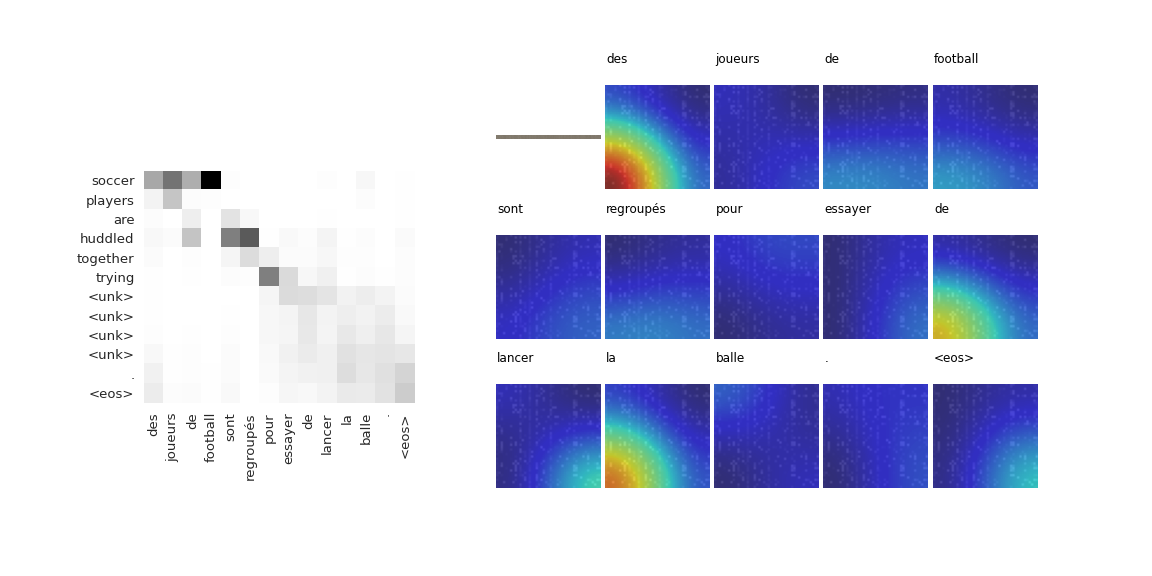 soccer
players
are
huddled
together
trying
<unk>
<unk>
<unk>
<unk>
.
<eos>
des
joueurs
de
football
sont
regroupés
pour
essayer
de
lancer
la
balle
.
<eos>
des joueurs de football
sont regroupés pour essayer de
lancer la balle . <eos>